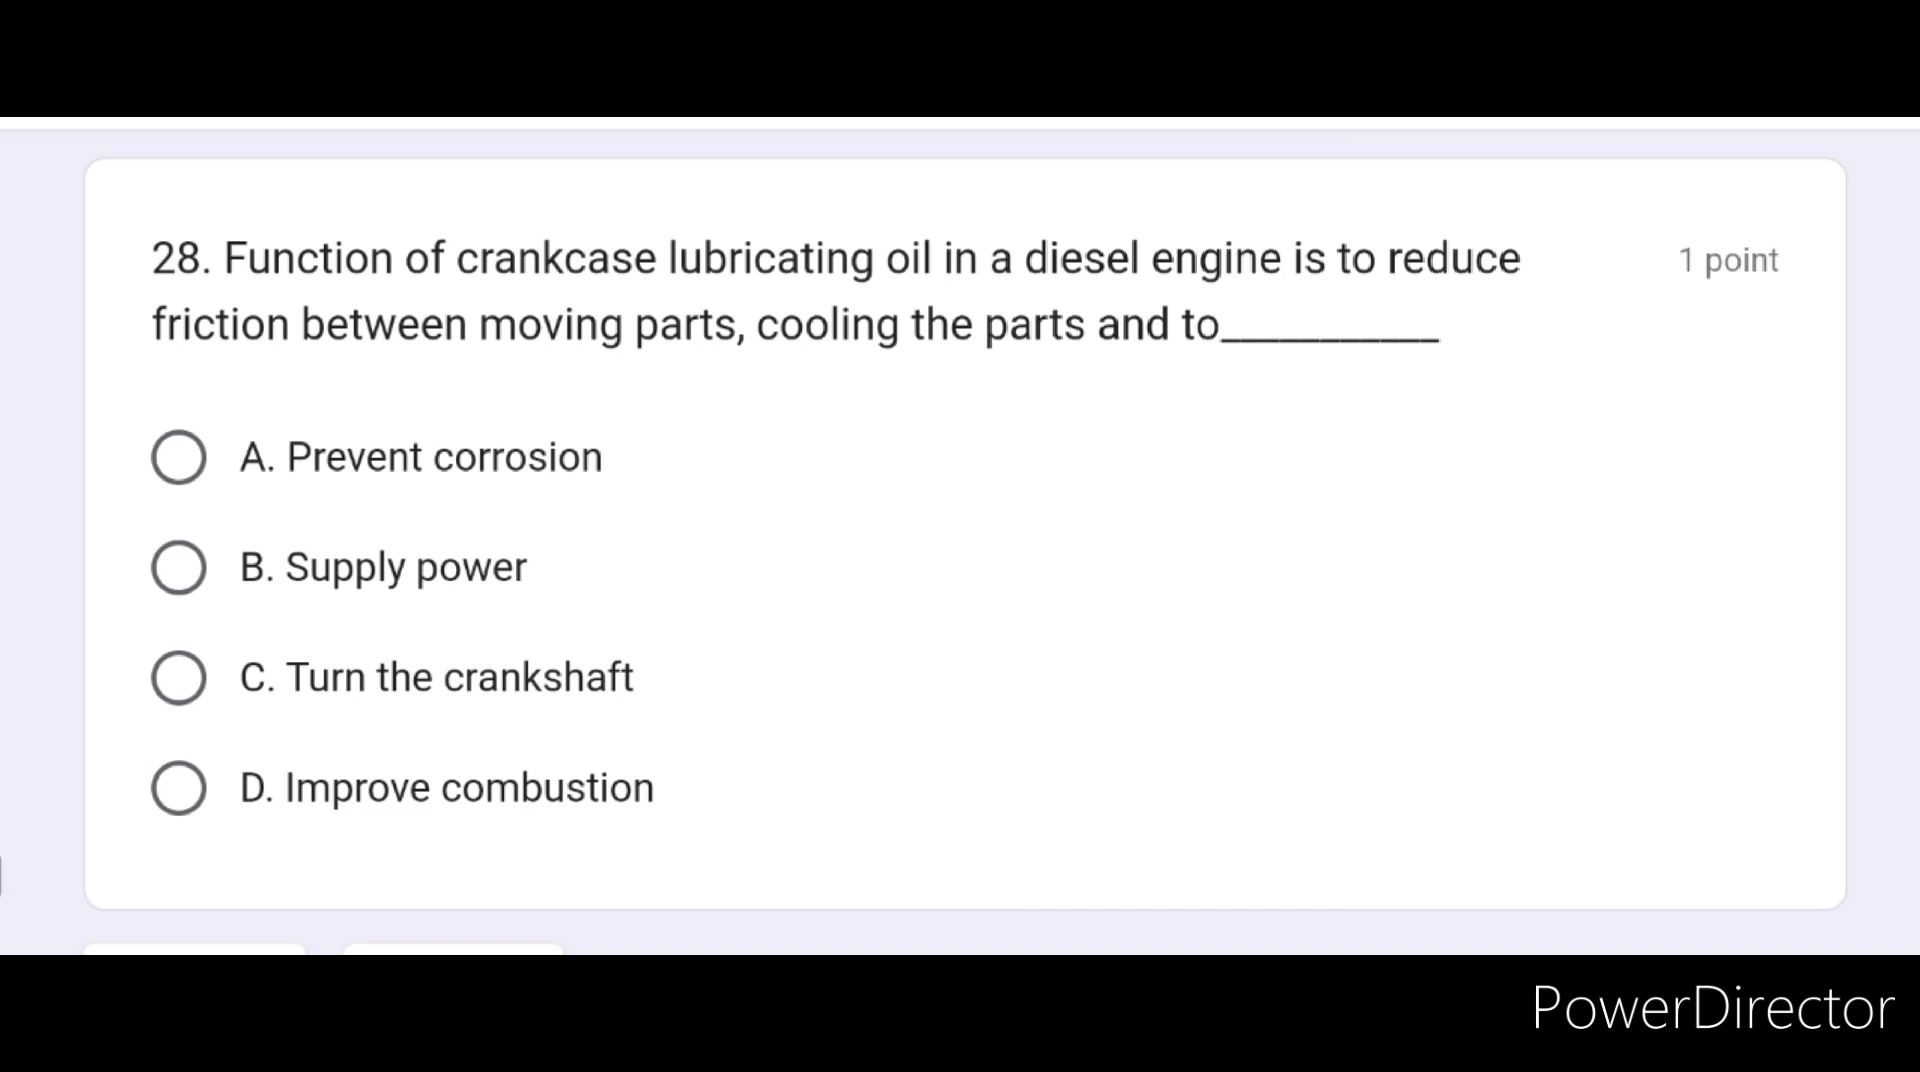 28. Function of crankcase lubricating oil in a diesel engine is to reduce
1 point
friction between moving parts, cooling the parts and to__________
A. Prevent corrosion
B. Supply power
C. Turn the crankshaft
D. Improve combustion
PowerDirector